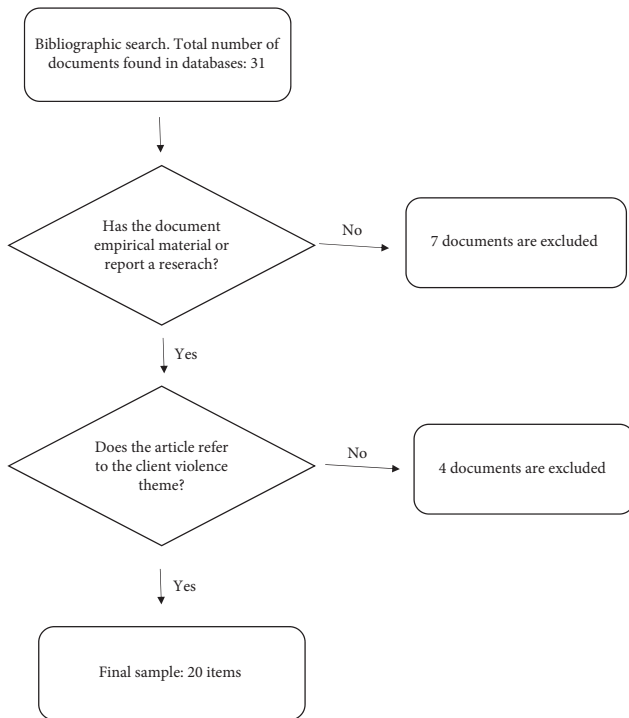 Bibliographic search. Total number of
documents found in databases: 31
Has the document
empirical material or
report a reserach?
No
7 documents are excluded
Yes
Does the article refer
to the client violence
theme?
No
4 documents are excluded
Yes
Final sample: 20 items